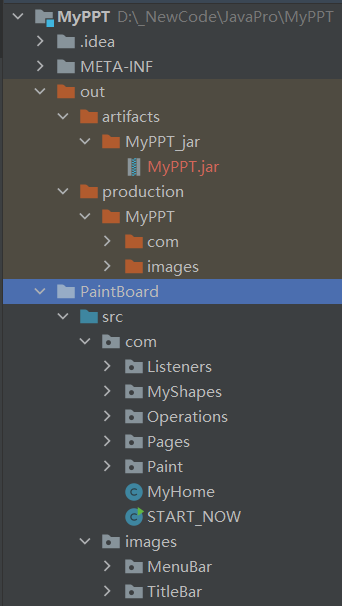 MyPPT D:\_NewCode\JavaPro\MyPPT
.idea
META-INF
out
artifacts
MyPPT_jar
MyPPT.jar
production
MyPPT
com
images
PaintBoard
src
com
Listeners
MyShapes
Operations
Pages
Paint
C MyHome
C START_NOW
images
MenuBar
TitleBar